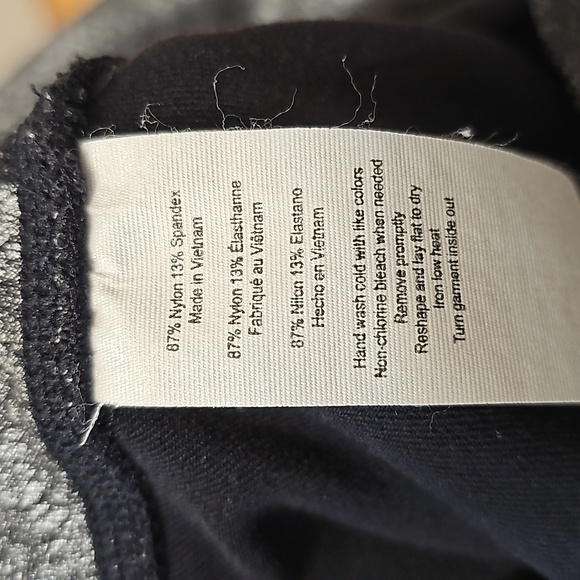 87% Nylon 13% Spandex
Made in Vietnam
87% Nylon 13% Élasthanne
Fabriqué au Viêtnam
87% Nilon 13% Elastano
Hecho en Vietnam
Hand wash cold with like colors
Non-chlorine bleach when needed
Remove promptly
Reshape and lay flat to dry
Iron low heat
Turn garment inside out